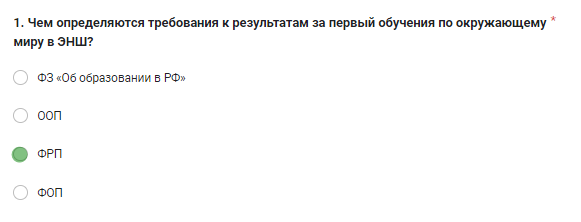 1. Чем определяются требования к результатам за первый обучения по окружающему *
миру в ЭНШ?
ФЗ «Об образовании в РФ»
ООП
ФРП
ФОП